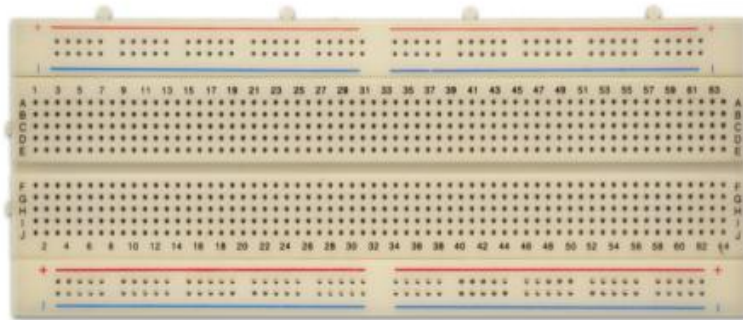 + +
- -
1 3 5 7 9 11 13 15 17 19 21 23 25 27 29 31 33 35 37 39 41 43 45 47 49 51 53 55 57 59 61 63
A A
B B
C C
D D
E E
F F
G G
H H
I I
J J
2 4 6 8 10 12 14 16 18 20 22 24 26 28 30 32 34 36 38 40 42 44 46 48 50 52 54 56 58 60 62 64
+ +
- -